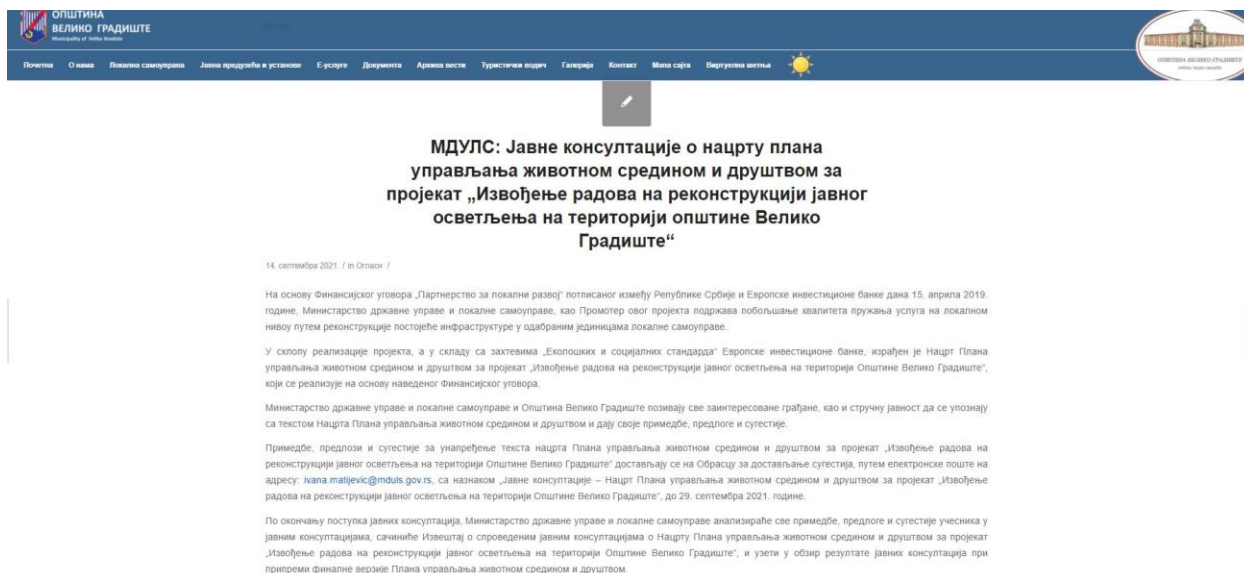 ОПШТИНА
ВЕЛИКО ГРАДИШТЕ
Municipality of Veliko Gradište
Почетна О нама Локална самоуправа Јавна предузећа и установе Е-услуге Документа Архива вести Туристички водич Галерија Контакт Мапа сајта Виртуелна шетња
ОПШТИНА ВЕЛИКО ГРАДИШТЕ
МДУЛС: Јавне консултације о нацрту плана
управљања животном средином и друштвом за
пројекат „Извођење радова на реконструкцији јавног
осветљења на територији општине Велико
Градиште“
14. септембра 2021. / in Огласи /
На основу Финансијског уговора „Партнерство за локални развој“ потписаног између Републике Србије и Европске инвестиционе банке дана 15. априла 2019.
године, Министарство државне управе и локалне самоуправе, као Промотер овог пројекта подржава побољшање квалитета пружања услуга на локалном
нивоу путем реконструкције постојеће инфраструктуре у одабраним јединицама локалне самоуправе.
У склопу реализације пројекта, а у складу са захтевима „Еколошких и социјалних стандарда“ Европске инвестиционе банке, израђен је Нацрт Плана
управљања животном средином и друштвом за пројекат „Извођење радова на реконструкцији јавног осветљења на територији Општине Велико Градиште“,
који се реализује на основу наведеног Финансијског уговора.
Министарство државне управе и локалне самоуправе и Општина Велико Градиште позивају све заинтересоване грађане, као и стручну јавност да се упознају
са текстом Нацрта Плана управљања животном средином и друштвом и дају своје примедбе, предлоге и сугестије.
Примедбе, предлози и сугестије за унапређење текста нацрта Плана управљања животном средином и друштвом за пројекат „Извођење радова на
реконструкцији јавног осветљења на територији Општине Велико Градиште“ достављају се на Обрасцу за достављање сугестија, путем електронске поште на
адресу: ivana.matijevic@mduls.gov.rs, са назнаком „Јавне консултације – Нацрт Плана управљања животном средином и друштвом за пројекат „Извођење
радова на реконструкцији јавног осветљења на територији Општине Велико Градиште“, до 29. септембра 2021. године.
По окончању поступка јавних консултација, Министарство државне управе и локалне самоуправе анализираће све примедбе, предлоге и сугестије учесника у
јавним консултацијама, сачиниће Извештај о спроведеним јавним консултацијама о Нацрту Плана управљања животном средином и друштвом за пројекат
„Извођење радова на реконструкцији јавног осветљења на територији Општине Велико Градиште“, и узети у обзир резултате јавних консултација при
припреми финалне верзије Плана управљања животном средином и друштвом.